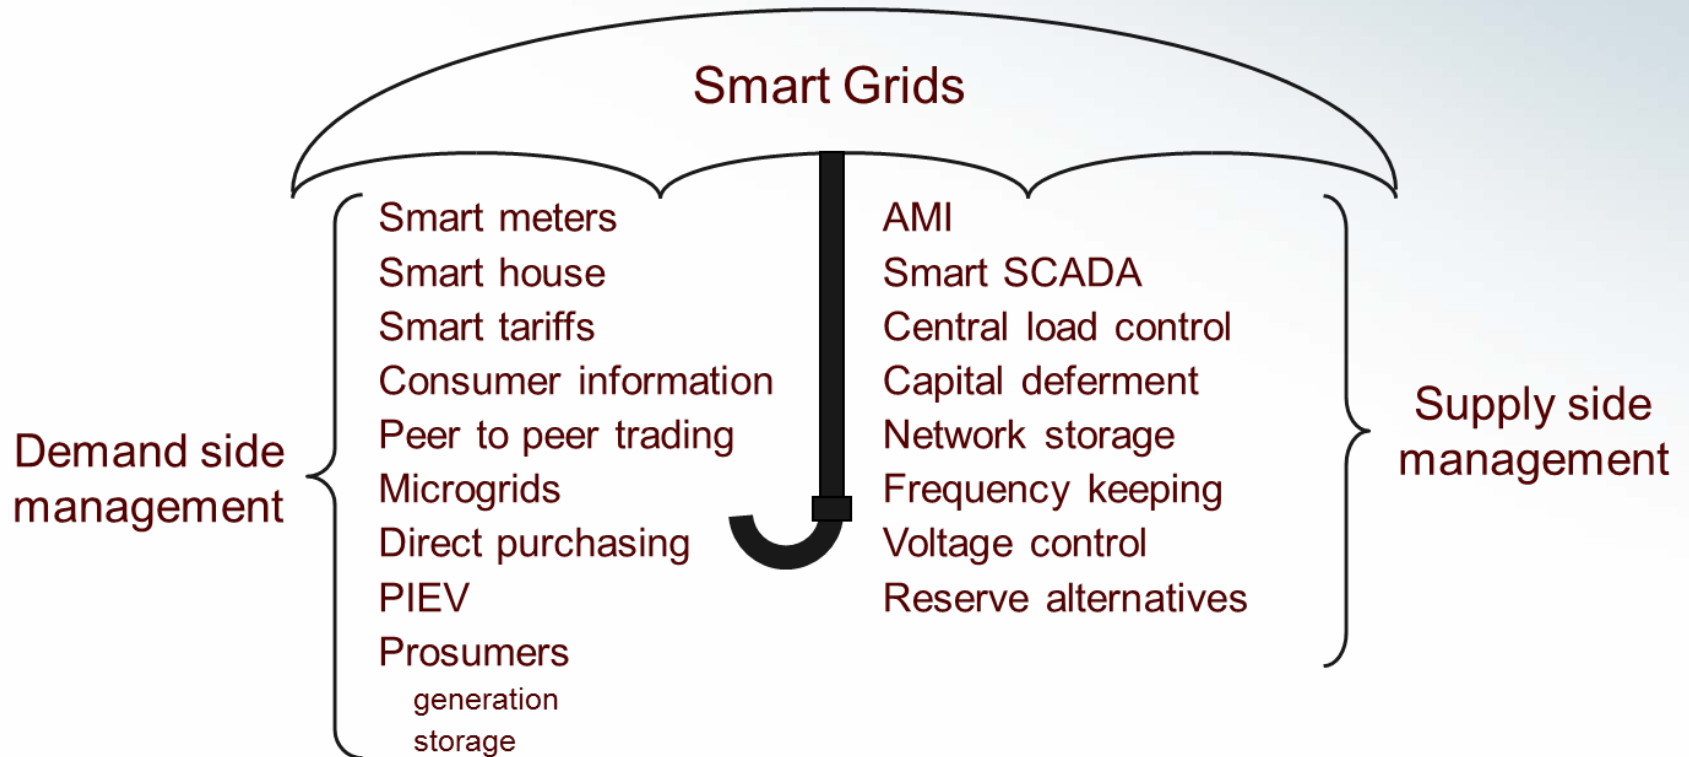 Smart Grids
Demand side
management
Smart meters
Smart house
Smart tariffs
Consumer information
Peer to peer trading
Microgrids
Direct purchasing
PIEV
Prosumers
generation
storage
AMI
Smart SCADA
Central load control
Capital deferment
Network storage
Frequency keeping
Voltage control
Reserve alternatives
Supply side
management